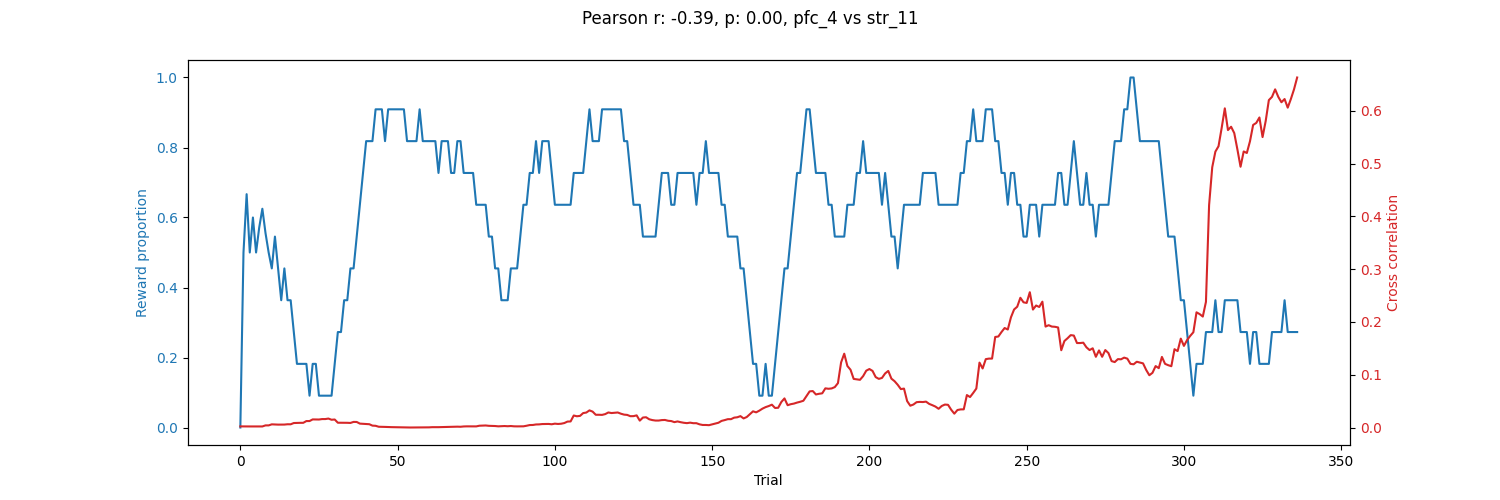 Pearson r: -0.39, p: 0.00, pfc_4 vs str_11
1.0
0.8
0.6
0.4
0.2
0.0
Reward proportion
0.6
0.5
0.4
0.3
0.2
0.1
0.0
Cross correlation
0 50 100 150 200 250 300 350
Trial